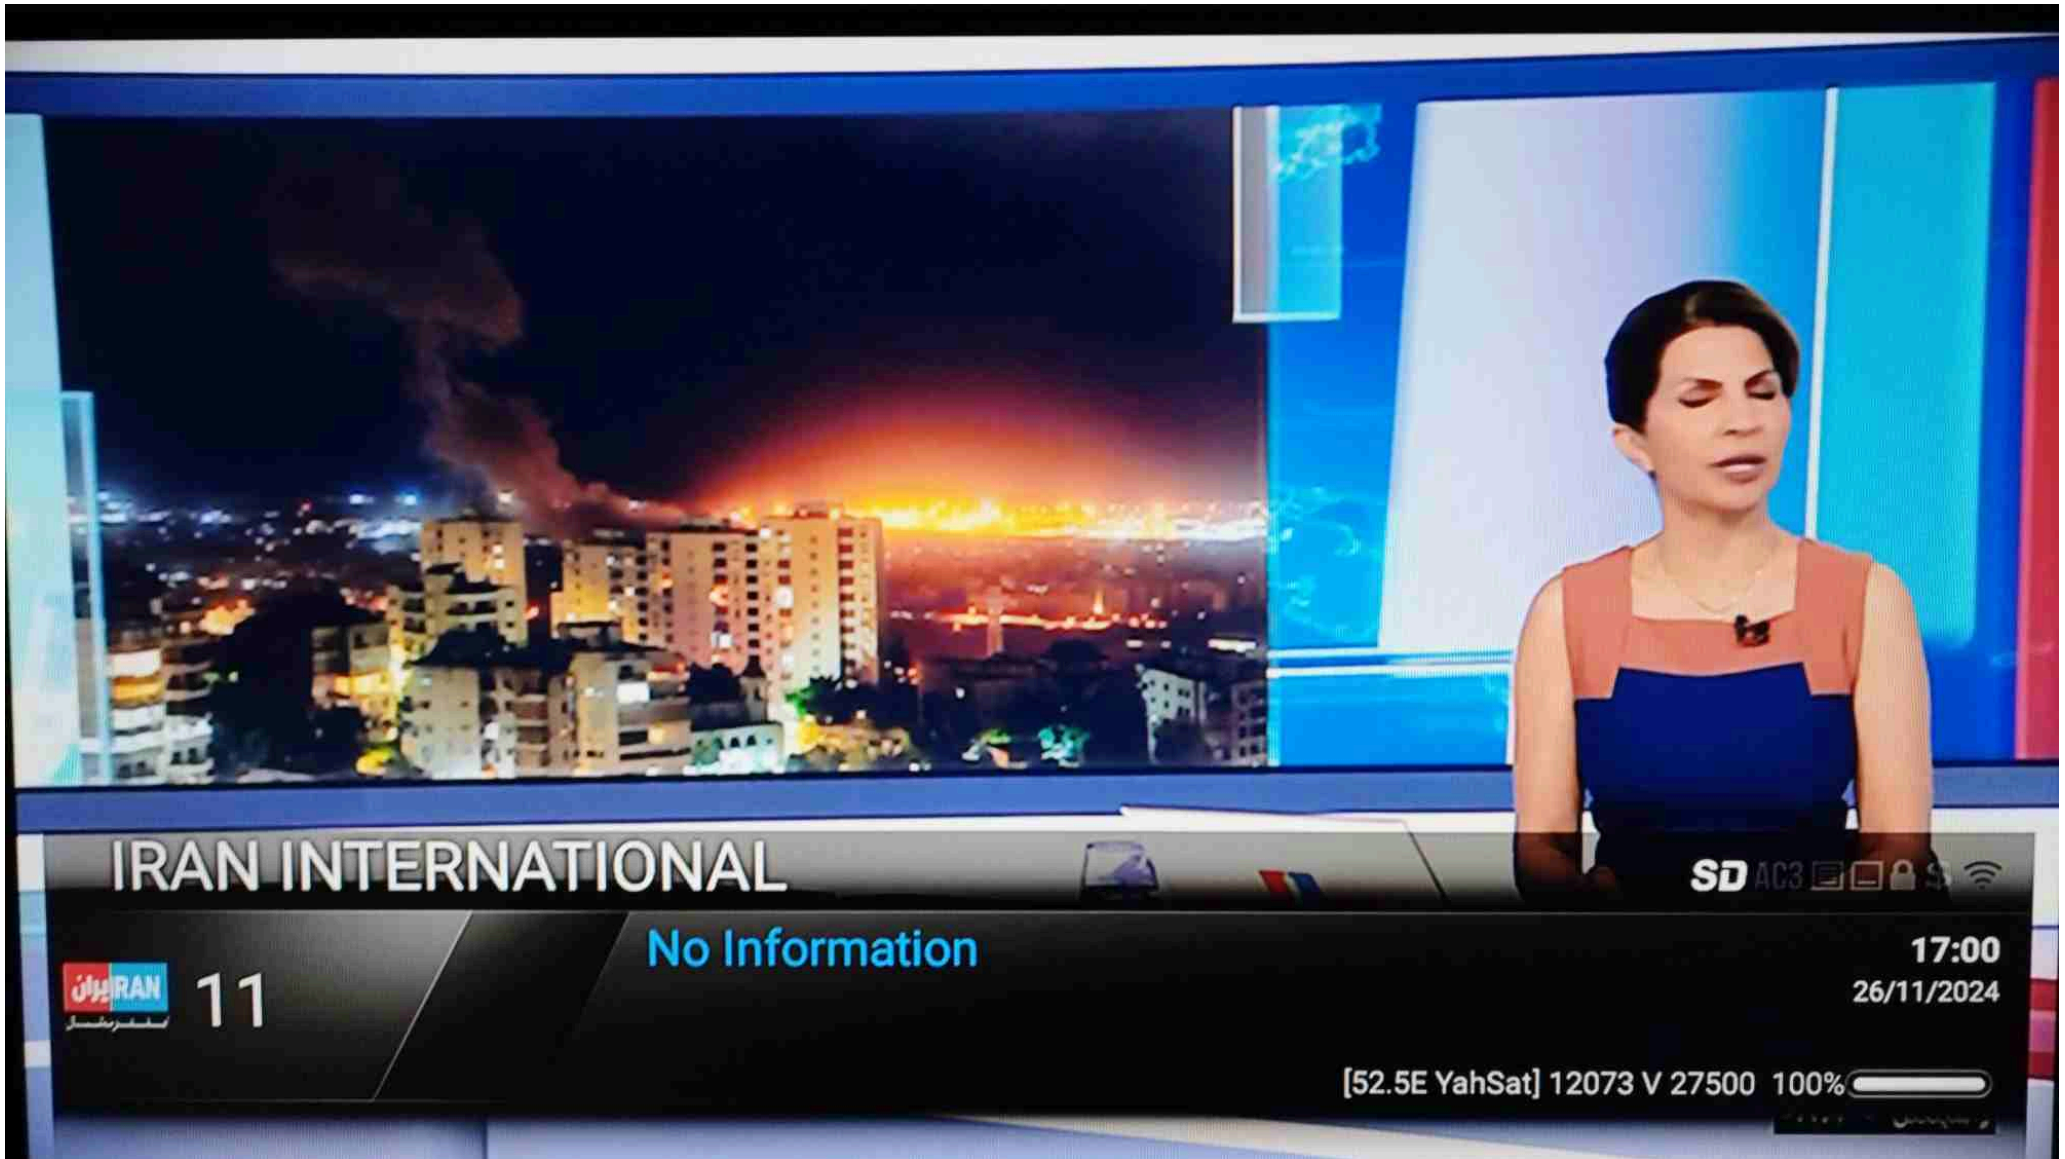 IRAN INTERNATIONAL
SD AC3
No Information
17:00
ایران IRAN
11
26/11/2024
اینترنشنال
[52.5E YahSat] 12073 V 27500 100%